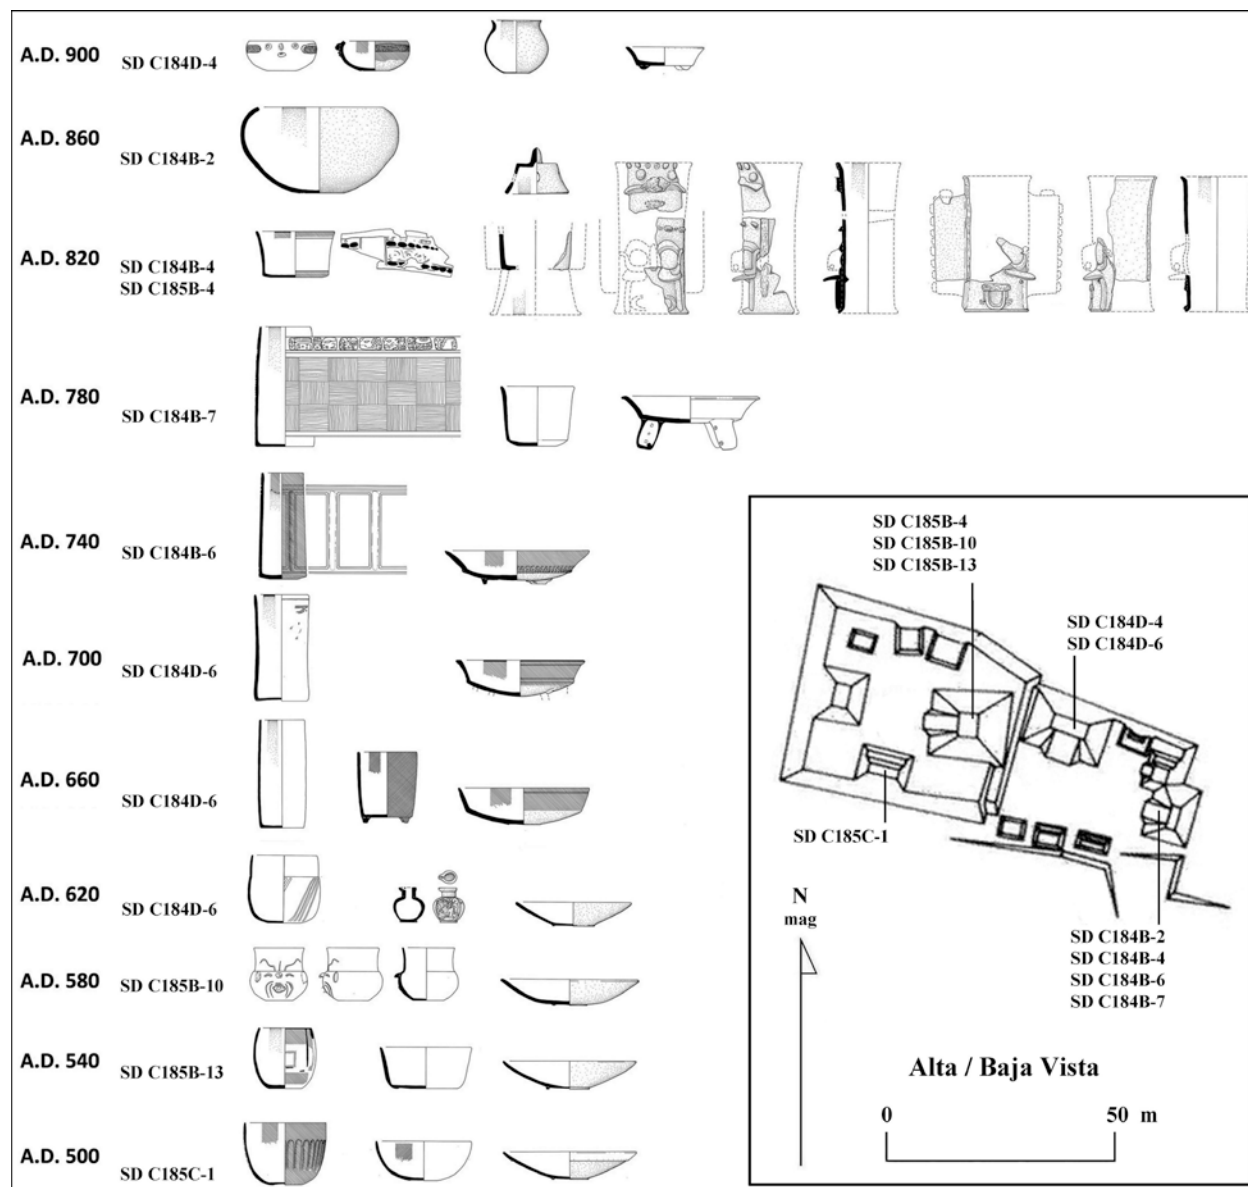 A.D. 900
SD C184D-4
A.D. 860
SD C184B-2
A.D. 820
SD C184B-4
SD C185B-4
A.D. 780
SD C184B-7
A.D. 740
SD C184B-6
A.D. 700
SD C184D-6
A.D. 660
SD C184D-6
A.D. 620
SD C184D-6
A.D. 580
SD C185B-10
A.D. 540
SD C185B-13
A.D. 500
SD C185C-1
SD C185B-4
SD C185B-10
SD C185B-13
SD C184D-4
SD C184D-6
SD C185C-1
N
mag
SD C184B-2
SD C184B-4
SD C184B-6
SD C184B-7
Alta / Baja Vista
0 50 m